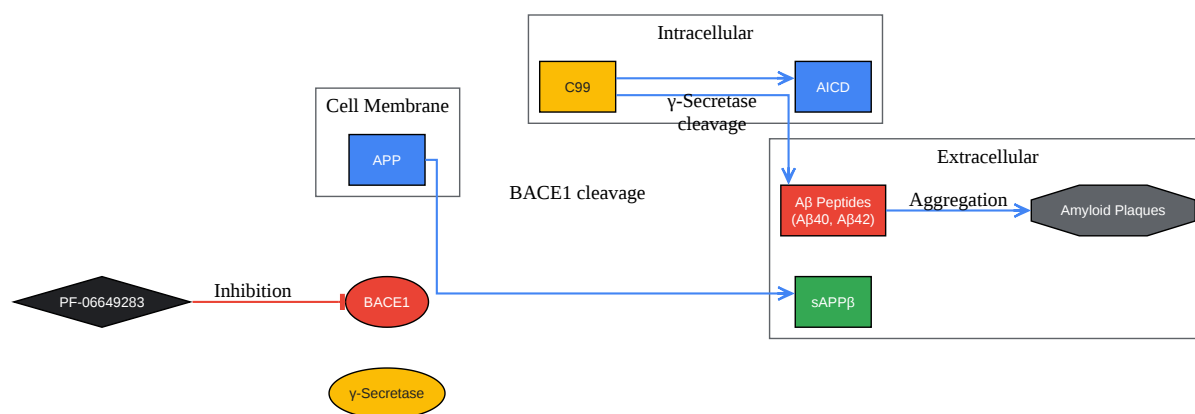 Intracellular
C99
AICD
γ-Secretase
cleavage
Cell Membrane
APP
BACE1 cleavage
Extracellular
Aβ Peptides
(Aβ40, Aβ42)
Aggregation
Amyloid Plaques
PF-06649283
Inhibition
BACE1
sAPPβ
γ-Secretase